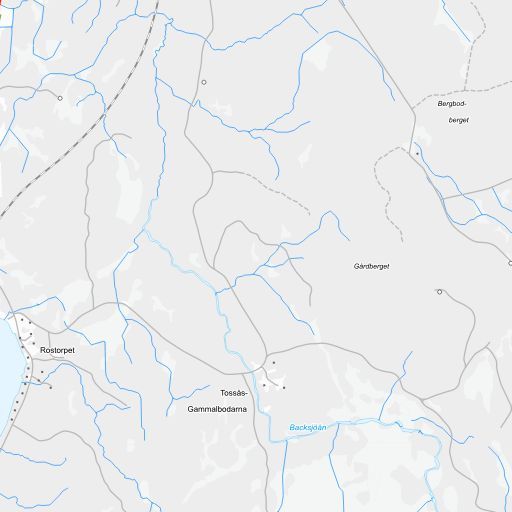 Bergbod-
berget
Gårdberget
Rostorpet
Tossås-
Gammalbodarna
Backsjöån